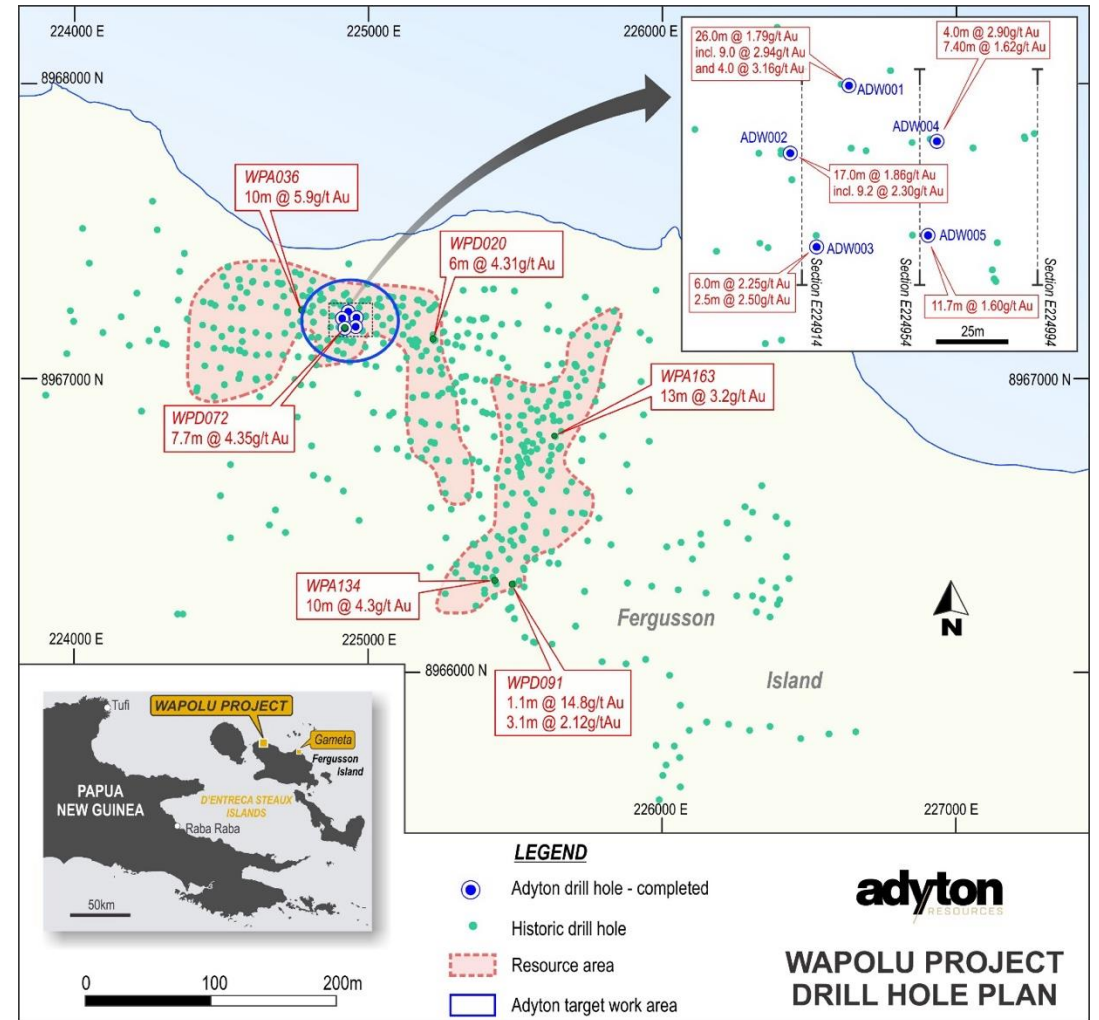 224000 E
225000 E
226000 E
8968000 N
8967000 N
8967000 N
26.0m @ 1.79g/t Au
incl. 9.0 @ 2.94g/t Au
and 4.0 @ 3.16g/t Au
4.0m @ 2.90g/t Au
7.40m @ 1.62g/t Au
ADW001
ADW002
ADW004
17.0m @ 1.86g/t Au
incl. 9.2 @ 2.30g/t Au
ADW003
ADW005
6.0m @ 2.25g/t Au
2.5m @ 2.50g/t Au
11.7m @ 1.60g/t Au
Section E224914
Section E224954
Section E224994
25m
WPA036
10m @ 5.9g/t Au
WPD020
6m @ 4.31g/t Au
WPD072
7.7m @ 4.35g/t Au
WPA163
13m @ 3.2g/t Au
WPA134
10m @ 4.3g/t Au
WPD091
1.1m @ 14.8g/t Au
3.1m @ 2.12g/tAu
Fergusson
Island
N
224000 E
225000 E
8966000 N
226000 E
227000 E
Tufi
WAPOLU PROJECT
Gameta
Fergusson
Island
PAPUA
NEW GUINEA
D'ENTRECA STEAUX
ISLANDS
Raba Raba
50km
0 100 200m
LEGEND
Adyton drill hole - completed
Historic drill hole
Resource area
Adyton target work area
adyton
RESOURCES
WAPOLU PROJECT
DRILL HOLE PLAN